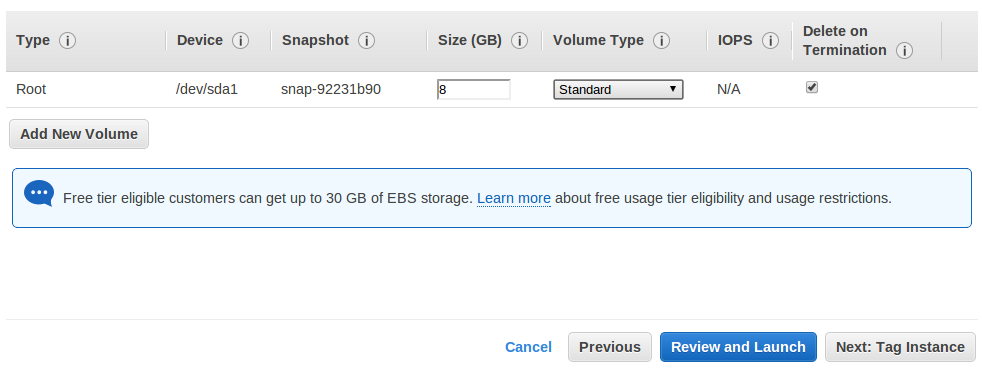 Type Device Snapshot Size (GB) Volume Type IOPS Delete on Termination
Root /dev/sda1 snap-92231b90 8 Standard N/A
Add New Volume
Free tier eligible customers can get up to 30 GB of EBS storage. Learn more about free usage tier eligibility and usage restrictions.
Cancel Previous Review and Launch Next: Tag Instance